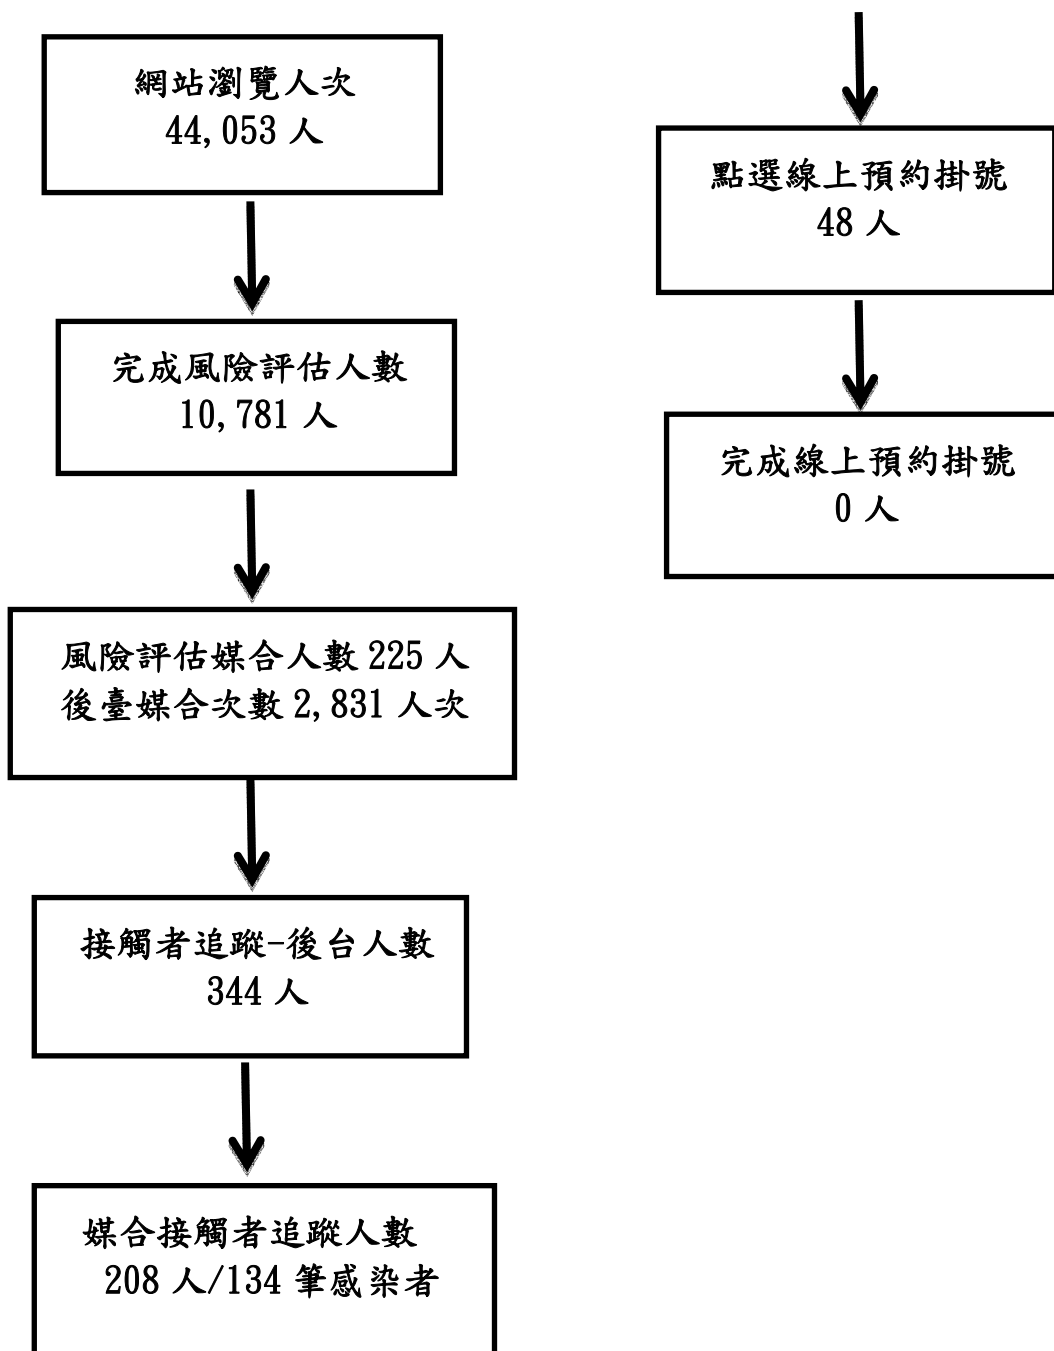 網站瀏覽人次
44,053 人
完成風險評估人數
10,781 人
風險評估媒合人數 225 人
後臺媒合次數 2,831 人次
接觸者追蹤-後台人數
344 人
媒合接觸者追蹤人數
208 人/134 筆感染者
點選線上預約掛號
48 人
完成線上預約掛號
0 人